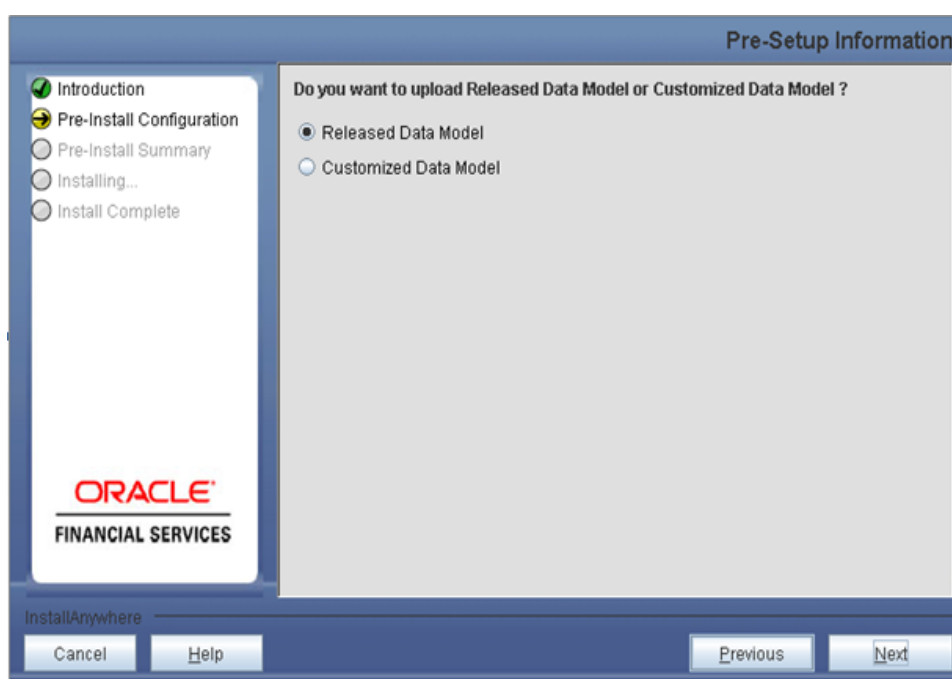 Pre-Setup Information
Introduction
Pre-Install Configuration
Pre-Install Summary
Installing...
Install Complete
Do you want to upload Released Data Model or Customized Data Model ?
Released Data Model
Customized Data Model
ORACLE
FINANCIAL SERVICES
InstallAnywhere
Cancel
Help
Previous
Next